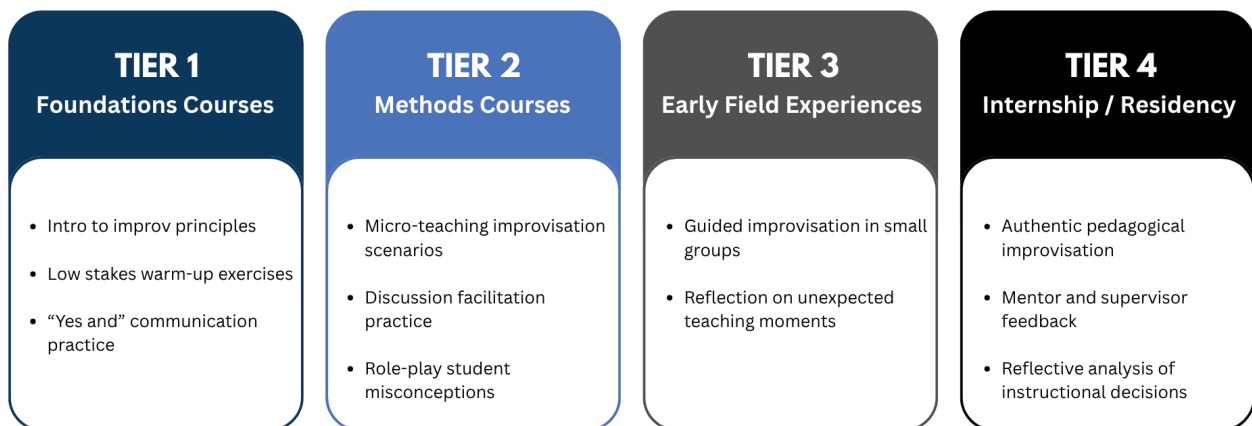 TIER 1
Foundations Courses
• Intro to improv principles
• Low stakes warm-up exercises
• “Yes and” communication
practice
TIER 2
Methods Courses
• Micro-teaching improvisation
scenarios
• Discussion facilitation
practice
• Role-play student
misconceptions
TIER 3
Early Field Experiences
• Guided improvisation in small
groups
• Reflection on unexpected
teaching moments
TIER 4
Internship / Residency
• Authentic pedagogical
improvisation
• Mentor and supervisor
feedback
• Reflective analysis of
instructional decisions